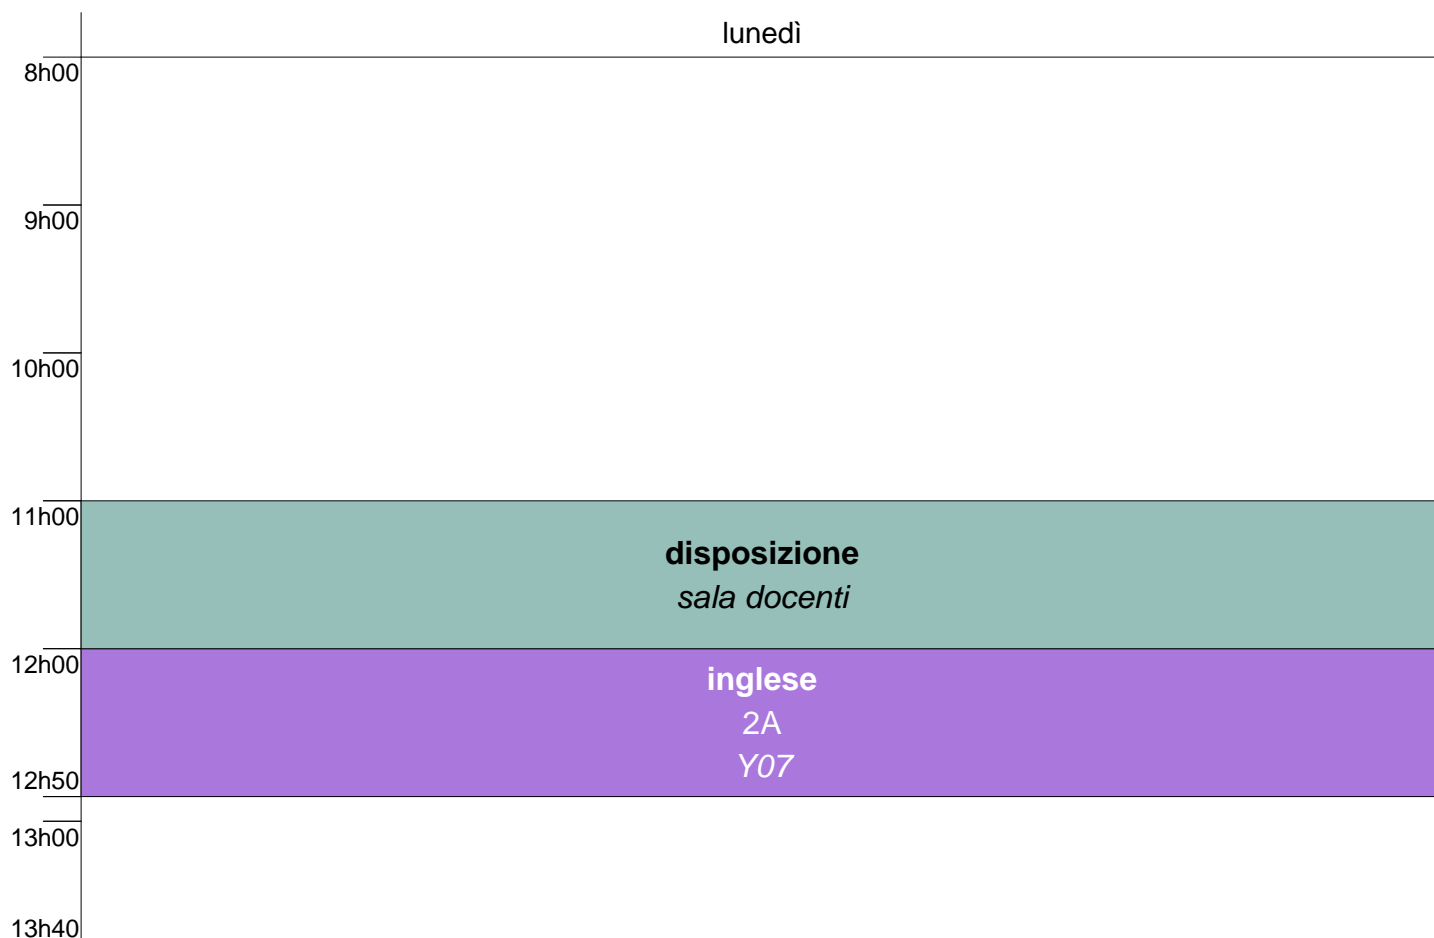 lunedì
8h00
9h00
10h00
11h00
disposizione
sala docenti
12h00
inglese
2A
Y07
12h50
13h00
13h40